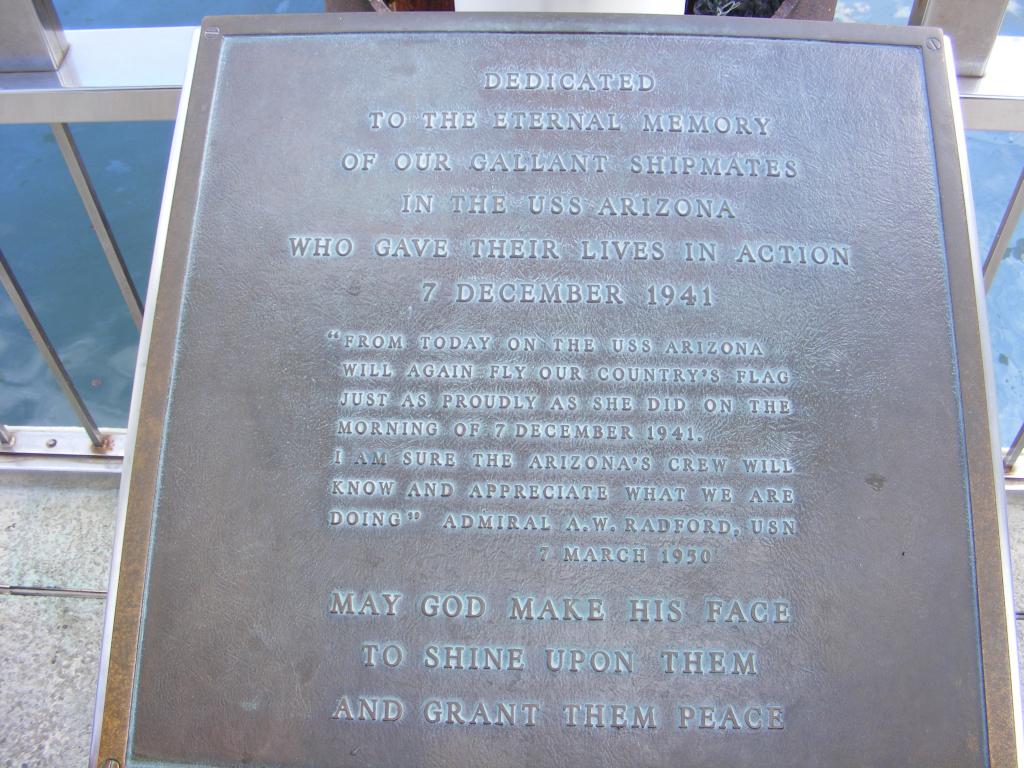 DEDICATED
TO THE ETERNAL MEMORY
OF OUR GALLANT SHIPMATES
IN THE USS ARIZONA
WHO GAVE THEIR LIVES IN ACTION
7 DECEMBER 1941
“FROM TODAY ON THE USS ARIZONA
WILL AGAIN FLY OUR COUNTRY'S FLAG
JUST AS PROUDLY AS SHE DID ON THE
MORNING OF 7 DECEMBER 1941.
I AM SURE THE ARIZONA'S CREW WILL
KNOW AND APPRECIATE WHAT WE ARE
DOING” ADMIRAL A.W. RADFORD, USN
7 MARCH 1950
MAY GOD MAKE HIS FACE
TO SHINE UPON THEM
AND GRANT THEM PEACE